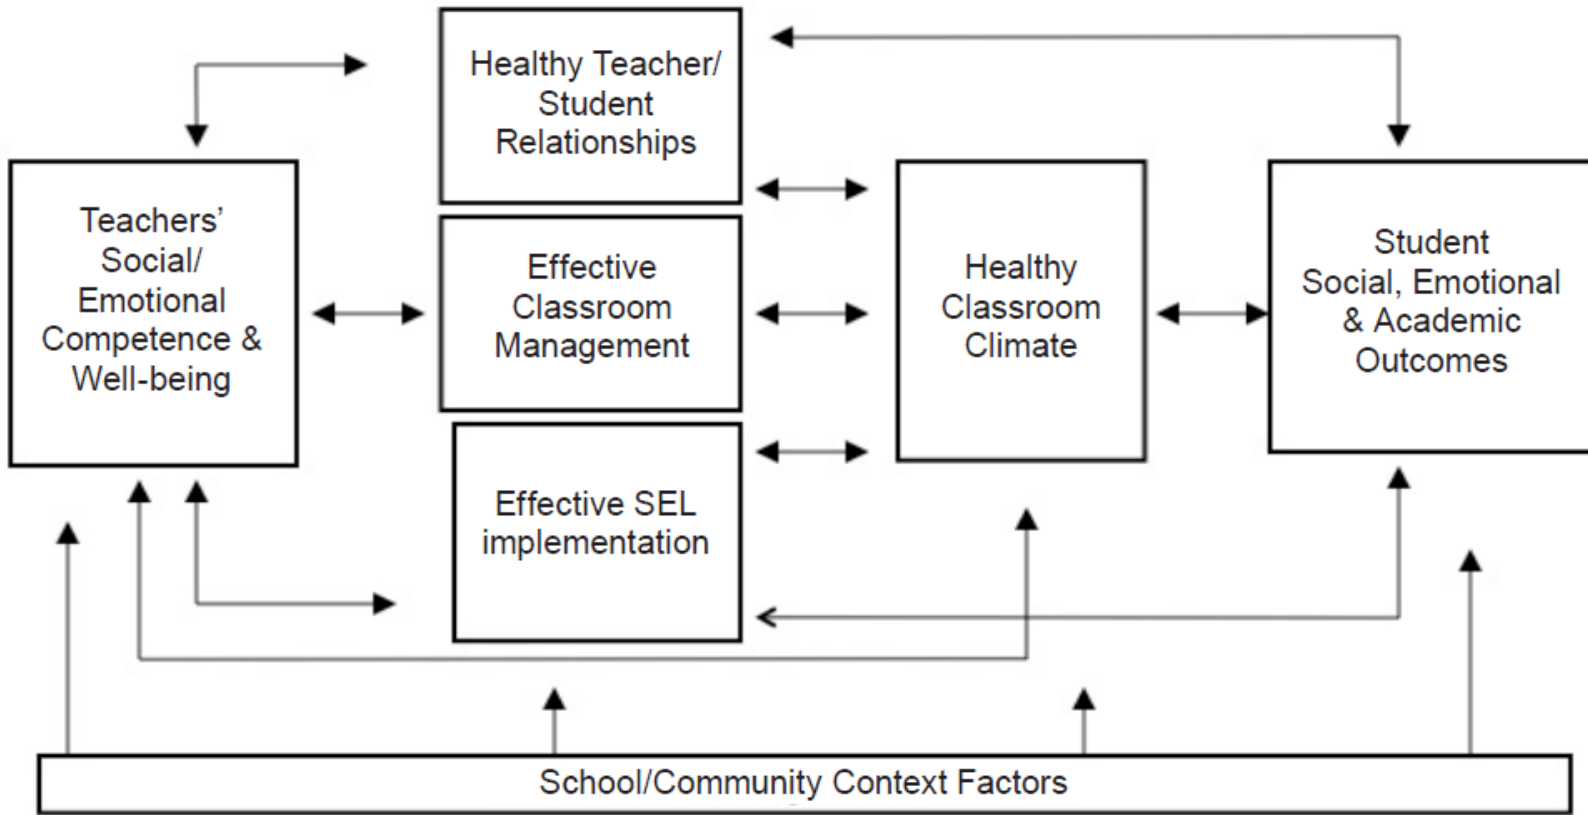 Healthy Teacher/
Student
Relationships
Teachers’
Social/
Emotional
Competence &
Well-being
Effective
Classroom
Management
Healthy
Classroom
Climate
Student
Social, Emotional
& Academic
Outcomes
Effective SEL
implementation
School/Community Context Factors